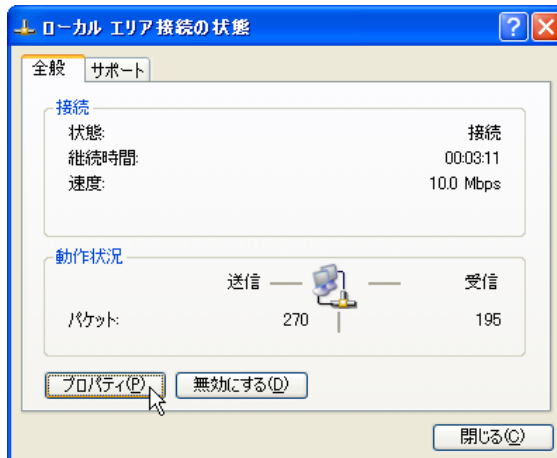 ローカル エリア接続の状態
全般 サポート
接続
状態: 接続
継続時間: 00:03:11
速度: 10.0 Mbps
動作状況
送信 — — 受信
パケット: 270 195
プロパティ(P) 無効にする(D)
閉じる(C)